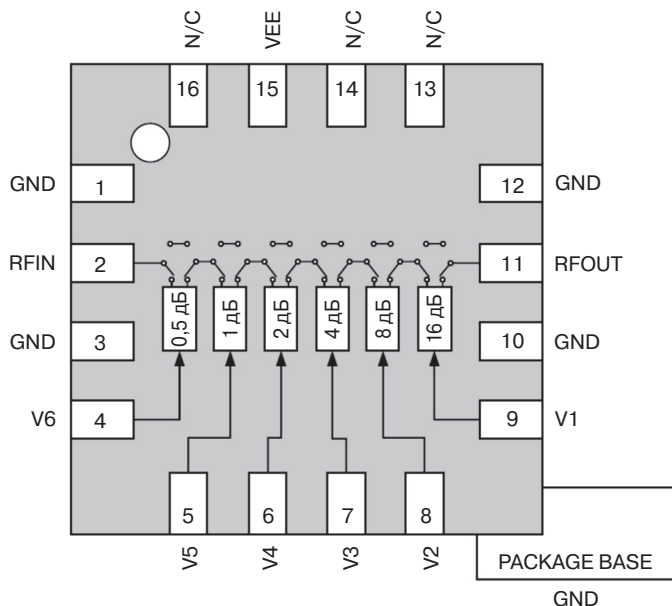 N/C
VEE
N/C
N/C
16
15
14
13
GND
1
12
GND
RFIN
2
11
RFOUT
0,5 дБ
1 дБ
2 дБ
4 дБ
8 дБ
16 дБ
GND
3
10
GND
V6
4
9
V1
5
6
7
8
V5
V4
V3
V2
PACKAGE BASE
GND